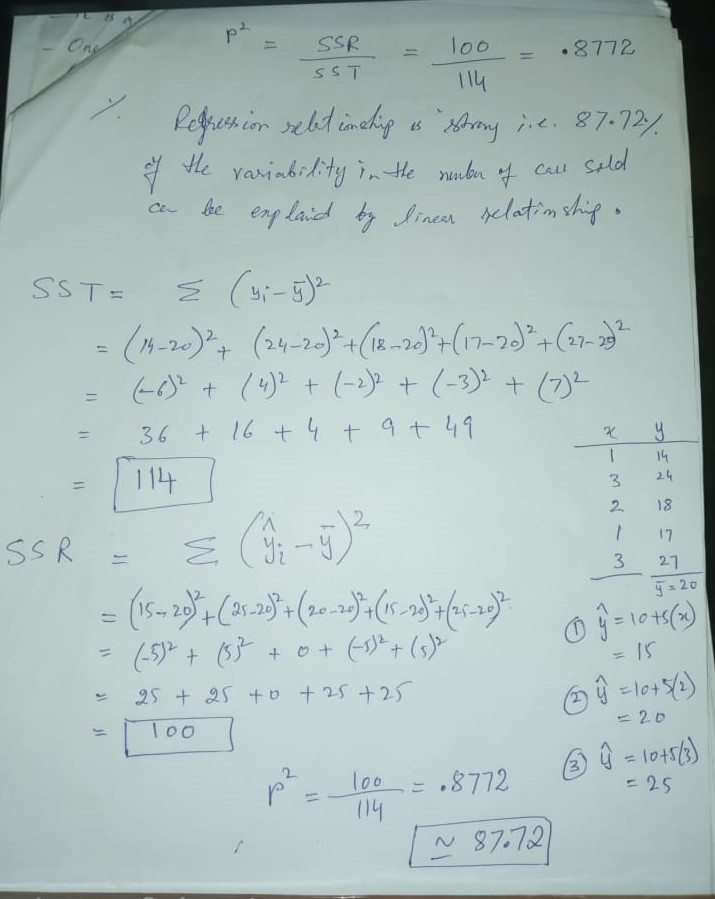 - One
r² = SSR / SST = 100 / 114 = .8772
Regression relationship is strong i.e. 87.72%
of the variability in the number of cars sold
can be explaid by linear relationship.
SST = Σ (yi - ȳ)²
= (14-20)² + (24-20)² + (18-20)² + (17-20)² + (27-20)²
= (-6)² + (4)² + (-2)² + (-3)² + (7)²
= 36 + 16 + 4 + 9 + 49
= 114
SSR = Σ (ŷi - ȳ)²
= (15-20)² + (25-20)² + (20-20)² + (15-20)² + (25-20)²
= (-5)² + (5)² + 0 + (-5)² + (5)²
= 25 + 25 + 0 + 25 + 25
= 100
r² = 100 / 114 = .8772
≃ 87.72
x y
1 14
3 24
2 18
1 17
3 27
ȳ = 20
① ŷ = 10+5(x)
= 15
② ŷ = 10+5(2)
= 20
③ ŷ = 10+5(3)
= 25